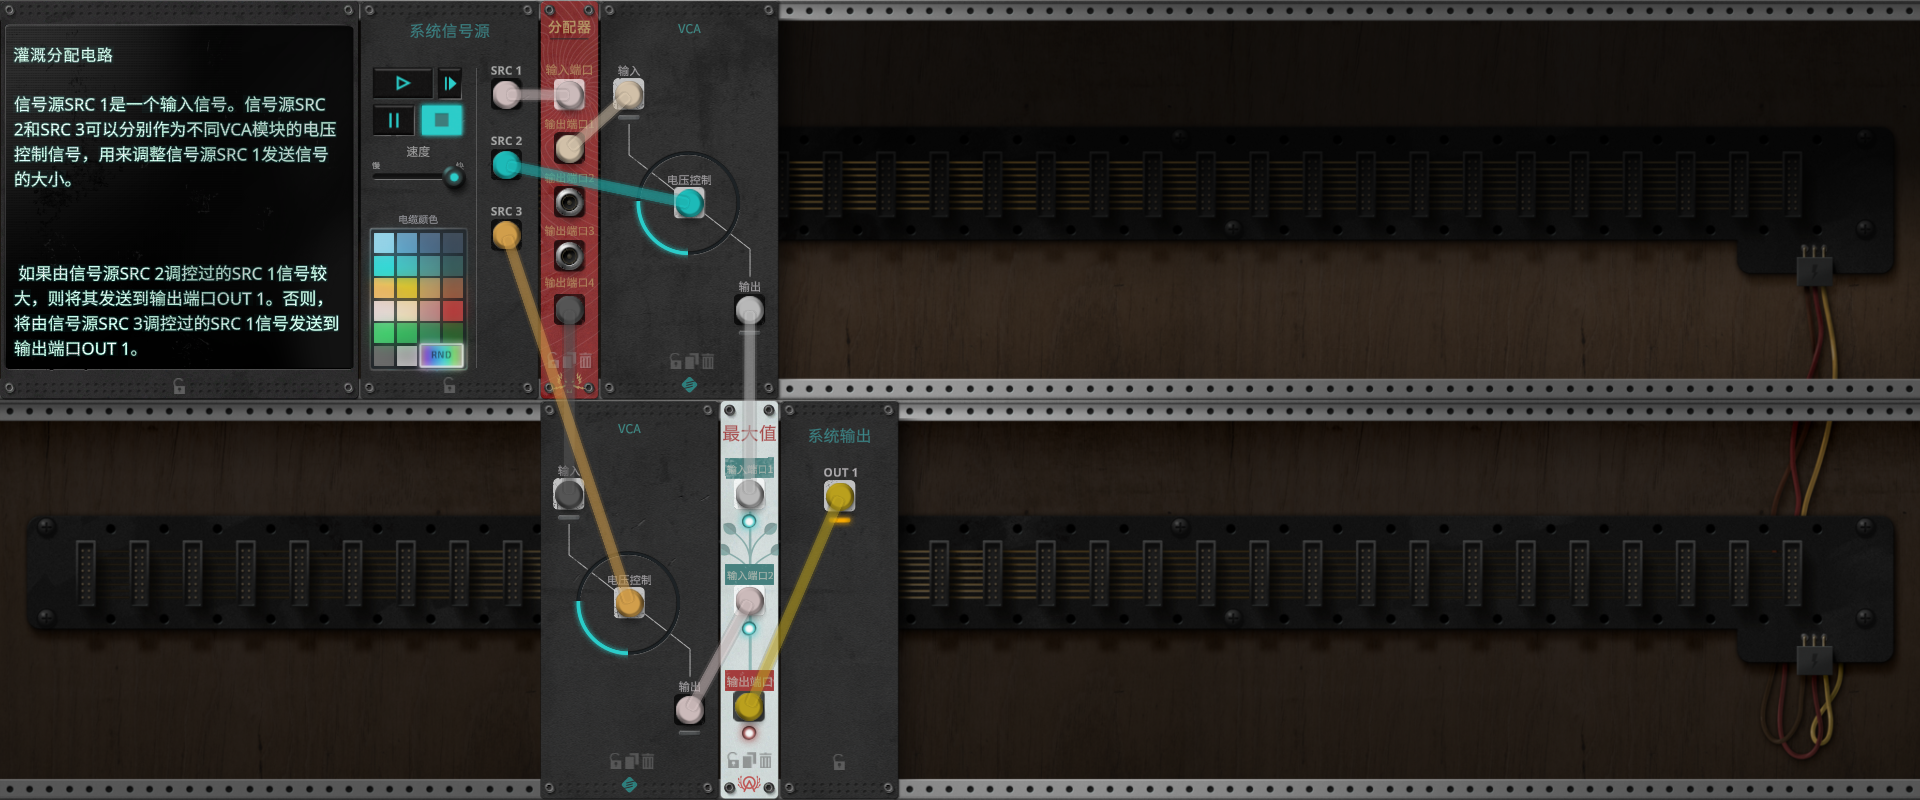 灌溉分配电路
信号源SRC 1是一个输入信号。信号源SRC
2和SRC 3可以分别作为不同VCA模块的电压
控制信号，用来调整信号源SRC 1发送信号
的大小。
如果由信号源SRC 2调控过的SRC 1信号较
大，则将其发送到输出端口OUT 1。否则，
将由信号源SRC 3调控过的SRC 1信号发送到
输出端口OUT 1。
系统信号源
速度
慢
快
电缆颜色
RND
SRC 1
SRC 2
SRC 3
分配器
输入端口
输出端口1
输出端口2
输出端口3
输出端口4
VCA
输入
电压控制
输出
VCA
输入
电压控制
输出
最大值
输入端口1
输入端口2
输出端口
系统输出
OUT 1